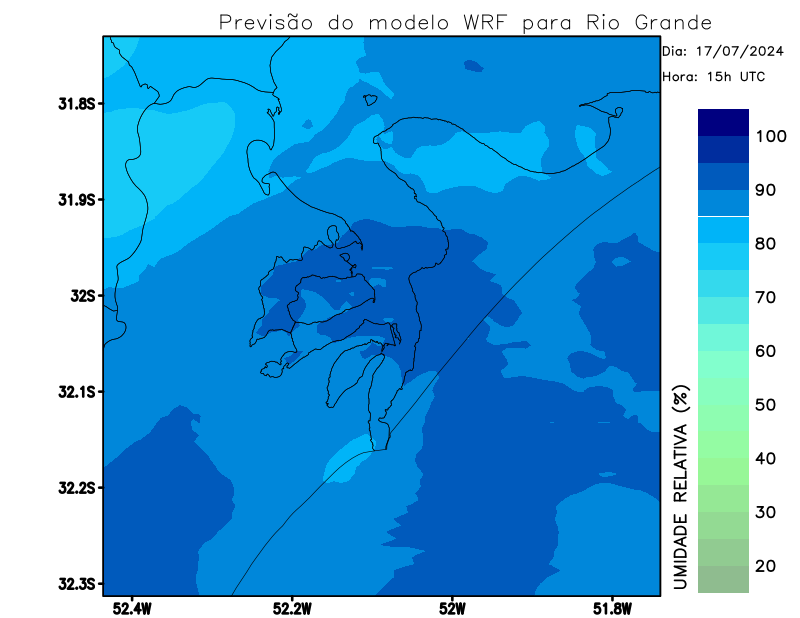 Previsão do modelo WRF para Rio Grande
Dia: 17/07/2024
Hora: 15h UTC
31.8S
31.9S
32S
32.1S
32.2S
32.3S
52.4W
52.2W
52W
51.8W
100
90
80
70
60
50
40
30
20
UMIDADE RELATIVA (%)